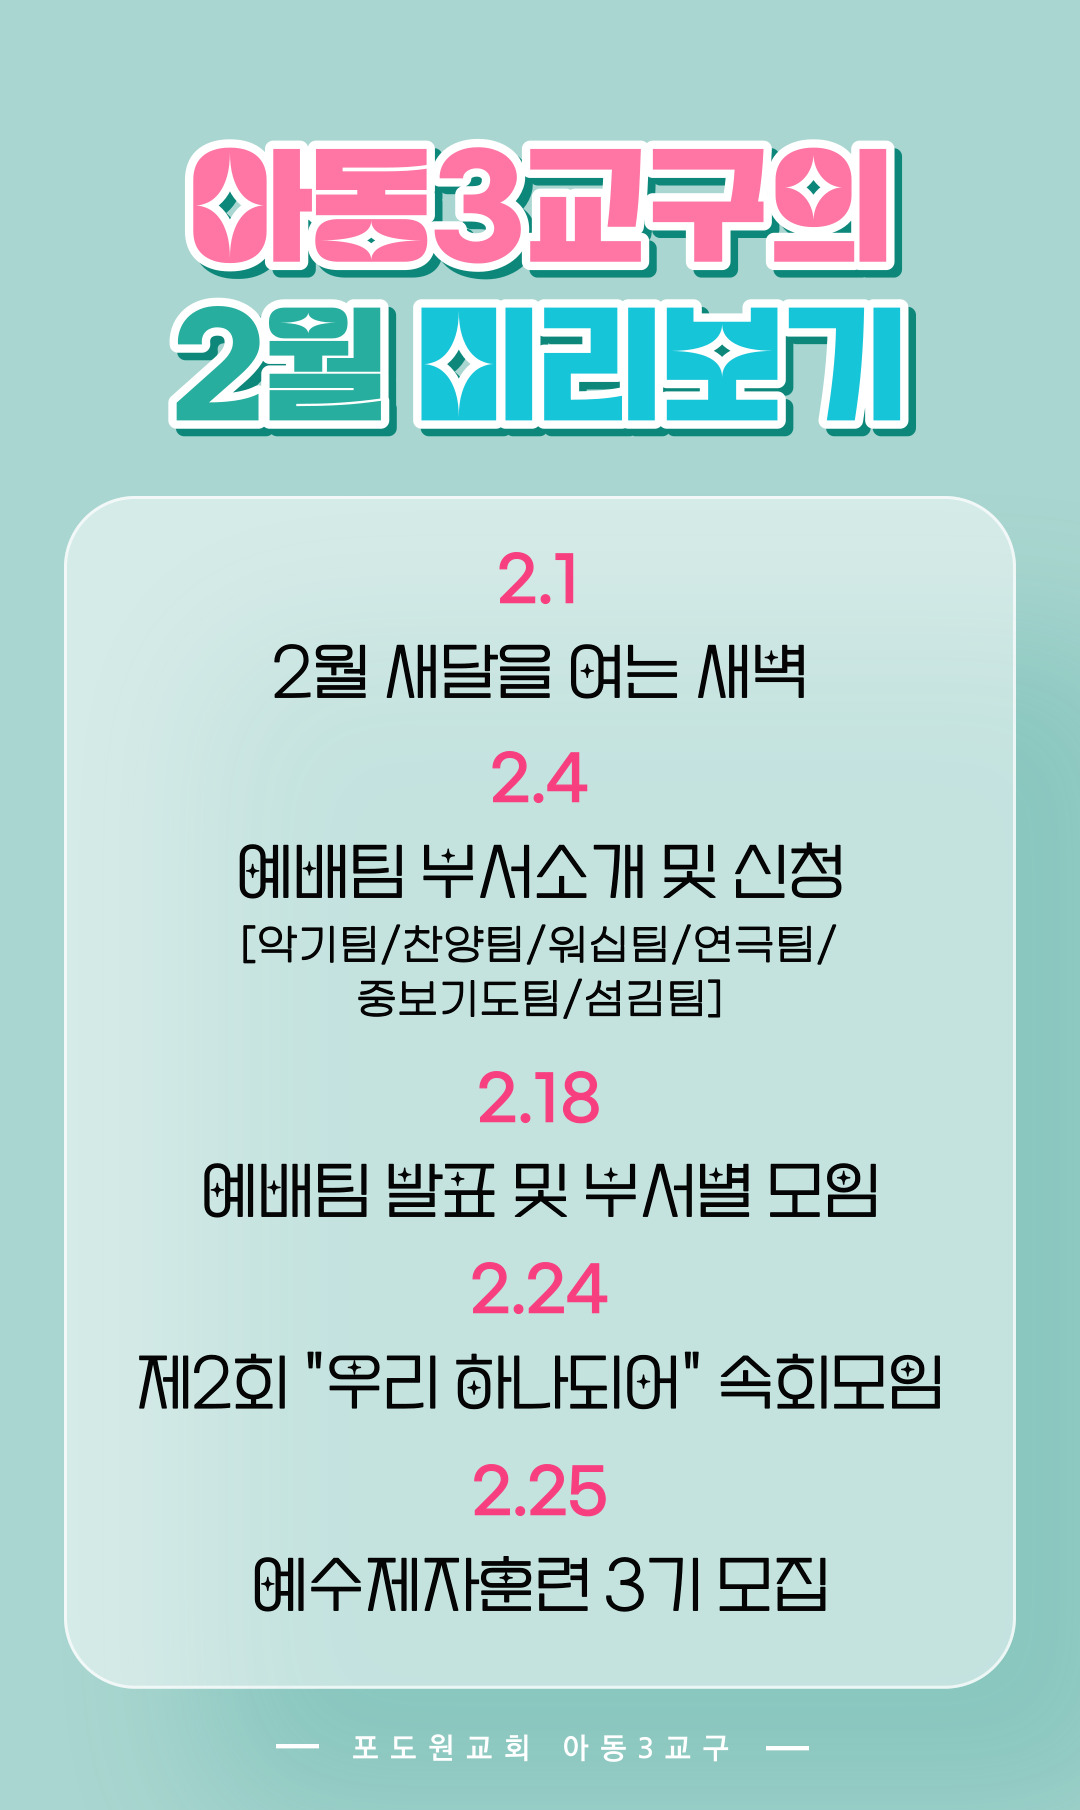 아동3교구의
2월 미리보기
2.1
2월 새달을 여는 새벽
2.4
예배팀 부서소개 및 신청
[악기팀/찬양팀/워십팀/연극팀/
중보기도팀/섬김팀]
2.18
예배팀 발표 및 부서별 모임
2.24
제2회 "우리 하나되어" 속회모임
2.25
예수제자훈련 3기 모집
포도원교회 아동3교구